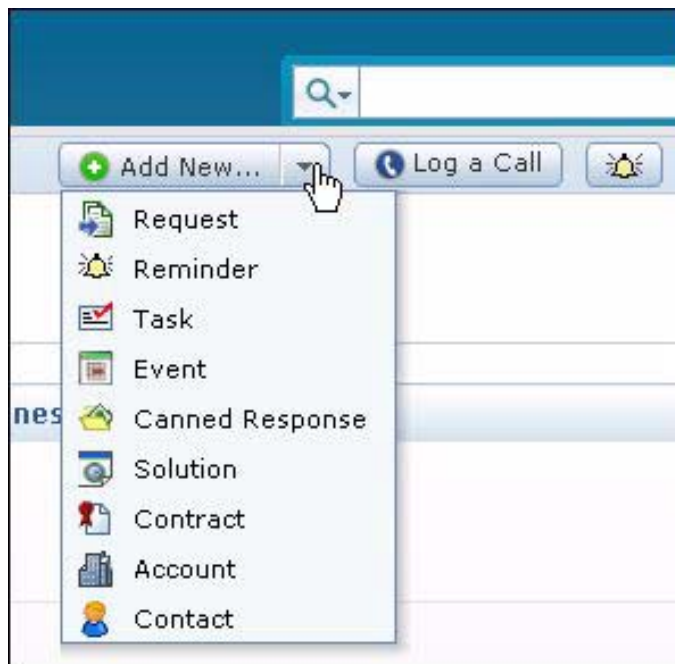 Add New...
Log a Call
Request
Reminder
Task
Event
nes
Canned Response
Solution
Contract
Account
Contact